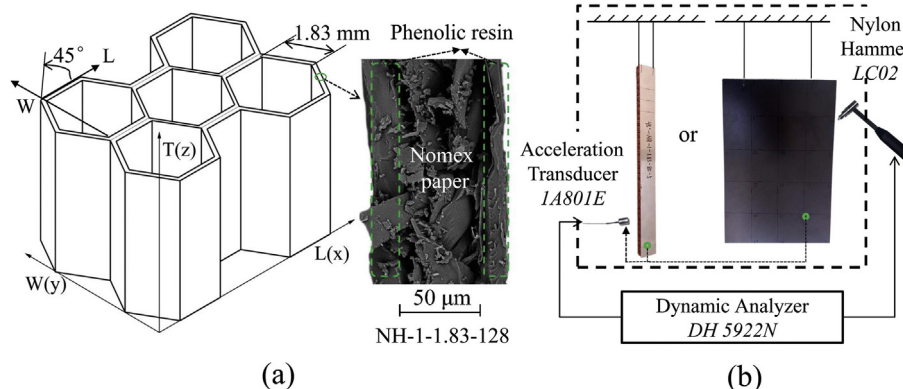 45°
L
W
1.83 mm
T(z)
W(y)
L(x)
Phenolic resin
Nomex
paper
50 μm
NH-1-1.83-128
(a)
Nylon
Hammer
LC02
or
Acceleration
Transducer
1A801E
Dynamic Analyzer
DH 5922N
(b)